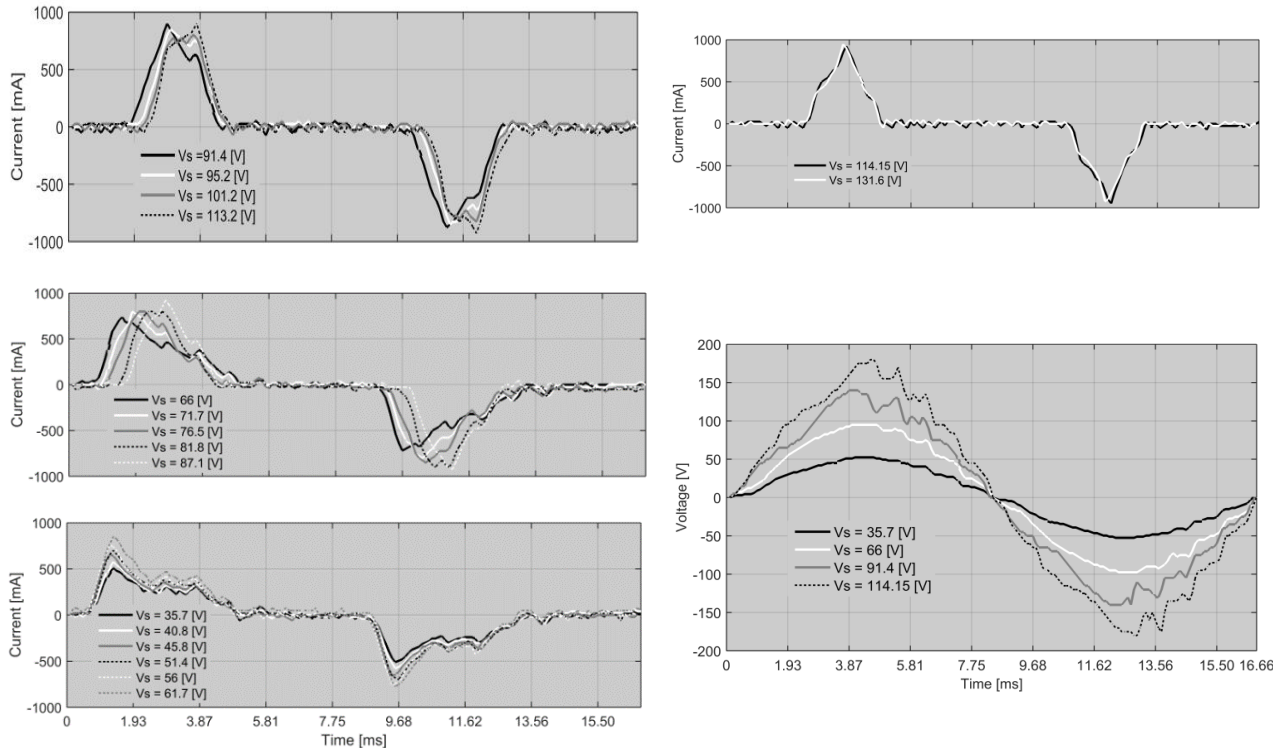 1000
500
0
-500
-1000
Current [mA]
Vs =91.4 [V]
Vs = 95.2 [V]
Vs = 101.2 [V]
Vs = 113.2 [V]
1000
500
0
-500
-1000
Current [mA]
Vs = 66 [V]
Vs = 71.7 [V]
Vs = 76.5 [V]
Vs = 81.8 [V]
Vs = 87.1 [V]
1000
500
0
-500
-1000
Current [mA]
Vs = 35.7 [V]
Vs = 40.8 [V]
Vs = 45.8 [V]
Vs = 51.4 [V]
Vs = 56 [V]
Vs = 61.7 [V]
0 1.93 3.87 5.81 7.75 9.68 11.62 13.56 15.50
Time [ms]
1000
500
0
-500
-1000
Current [mA]
Vs = 114.15 [V]
Vs = 131.6 [V]
200
150
100
50
0
-50
-100
-150
-200
Voltage [V]
Vs = 35.7 [V]
Vs = 66 [V]
Vs = 91.4 [V]
Vs = 114.15 [V]
0 1.93 3.87 5.81 7.75 9.68 11.62 13.56 15.50 16.66
Time [ms]